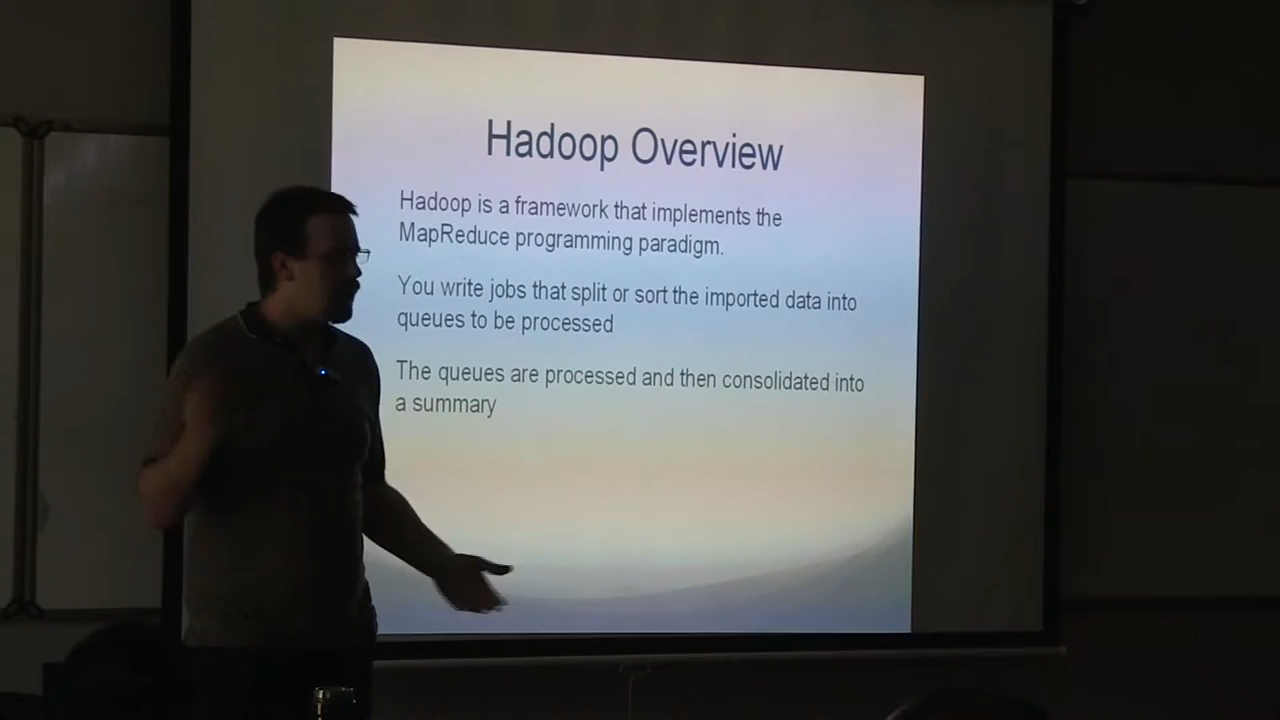 Hadoop Overview
Hadoop is a framework that implements the
MapReduce programming paradigm.
You write jobs that split or sort the imported data into
queues to be processed
The queues are processed and then consolidated into
a summary